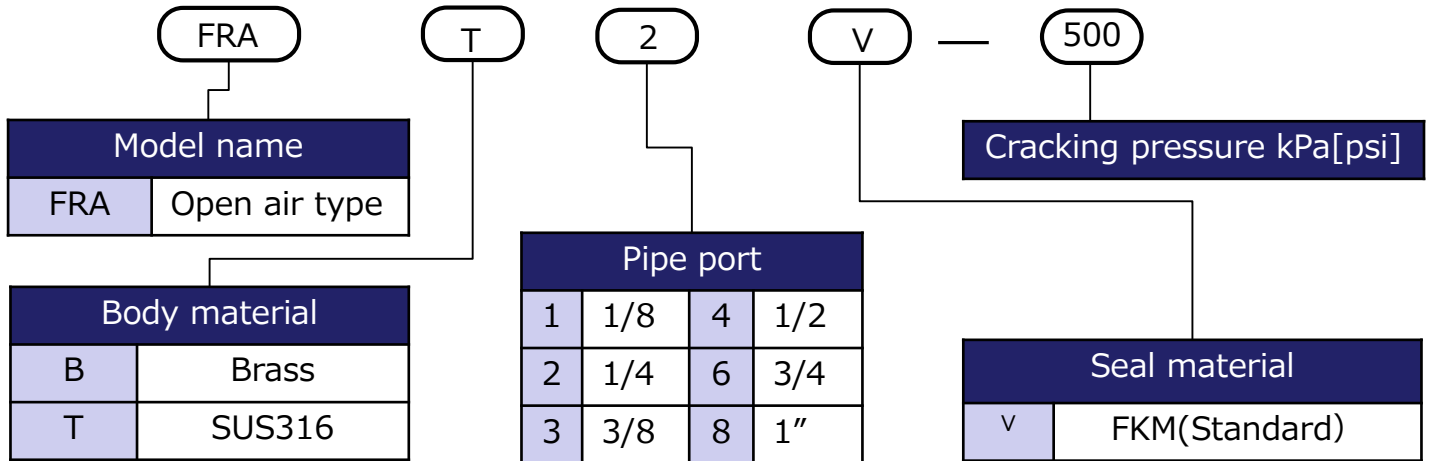 FRA T 2 V — 500
Model name
FRA Open air type
Cracking pressure kPa[psi]
Body material
B Brass
T SUS316
Pipe port
1 1/8 4 1/2
2 1/4 6 3/4
3 3/8 8 1″
Seal material
V FKM(Standard)